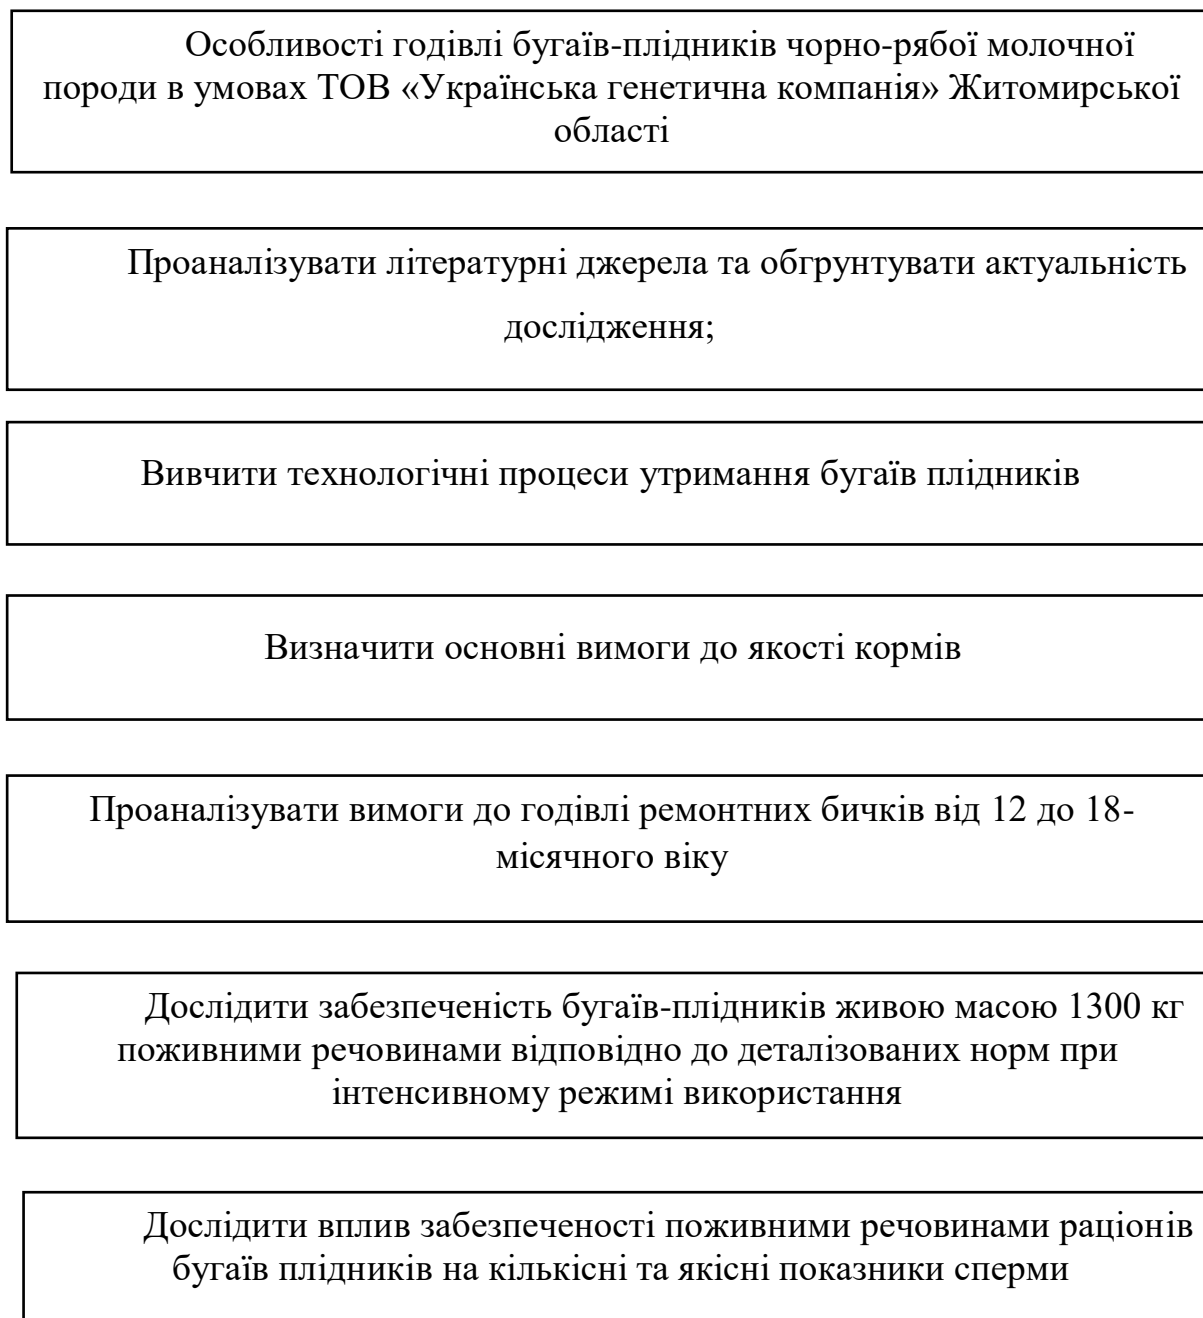 Особливості годівлі бугаїв-плідників чорно-рябої молочної
породи в умовах ТОВ «Українська генетична компанія» Житомирської
області
Проаналізувати літературні джерела та обгрунтувати актуальність
дослідження;
Вивчити технологічні процеси утримання бугаїв плідників
Визначити основні вимоги до якості кормів
Проаналізувати вимоги до годівлі ремонтних бичків від 12 до 18-
місячного віку
Дослідити забезпеченість бугаїв-плідників живою масою 1300 кг
поживними речовинами відповідно до деталізованих норм при
інтенсивному режимі використання
Дослідити вплив забезпеченості поживними речовинами раціонів
бугаїв плідників на кількісні та якісні показники сперми